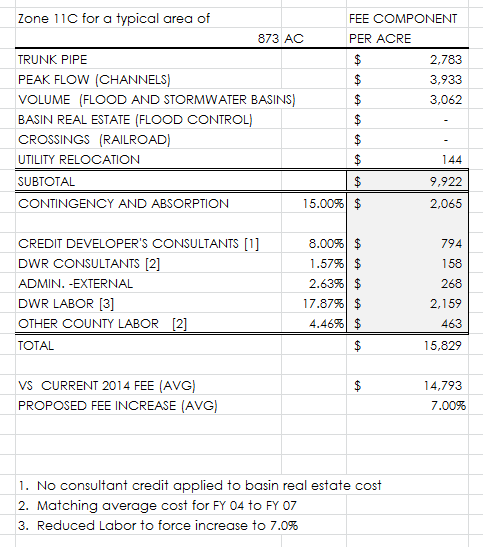 Zone 11C for a typical area of FEE COMPONENT
873 AC PER ACRE
TRUNK PIPE $ 2,783
PEAK FLOW (CHANNELS) $ 3,933
VOLUME (FLOOD AND STORMWATER BASINS) $ 3,062
BASIN REAL ESTATE (FLOOD CONTROL) $ -
CROSSINGS (RAILROAD) $ -
UTILITY RELOCATION $ 144
SUBTOTAL $ 9,922
CONTINGENCY AND ABSORPTION 15.00% $ 2,065
CREDIT DEVELOPER'S CONSULTANTS [1] 8.00% $ 794
DWR CONSULTANTS [2] 1.57% $ 158
ADMIN. -EXTERNAL 2.63% $ 268
DWR LABOR [3] 17.87% $ 2,159
OTHER COUNTY LABOR [2] 4.46% $ 463
TOTAL $ 15,829
VS CURRENT 2014 FEE (AVG) $ 14,793
PROPOSED FEE INCREASE (AVG) 7.00%
1. No consultant credit applied to basin real estate cost
2. Matching average cost for FY 04 to FY 07
3. Reduced Labor to force increase to 7.0%